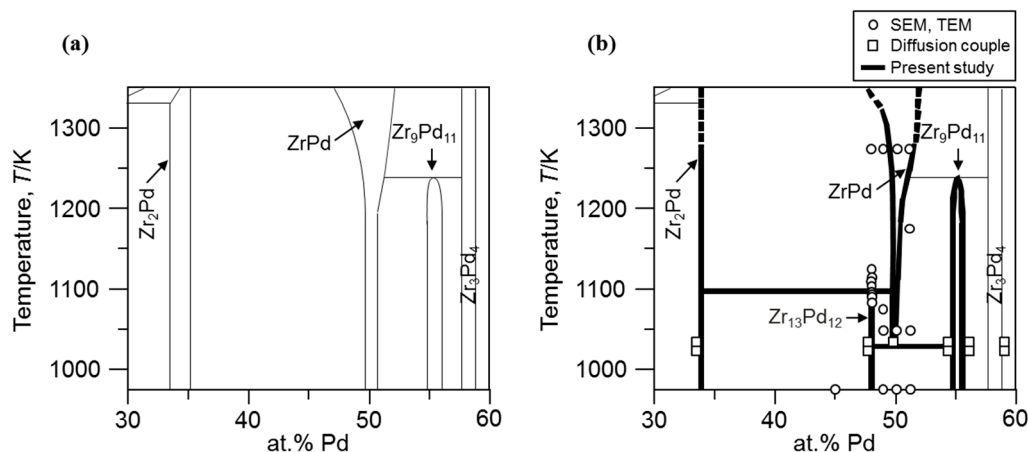 (a)
Temperature, T/K
1300
1200
1100
1000
Zr2Pd
ZrPd
Zr9Pd11
Zr3Pd4
30
40
50
60
at.% Pd
(b)
SEM, TEM
Diffusion couple
Present study
Temperature, T/K
1300
1200
1100
1000
Zr2Pd
Zr9Pd11
ZrPd
Zr13Pd12
Zr3Pd4
30
40
50
60
at.% Pd